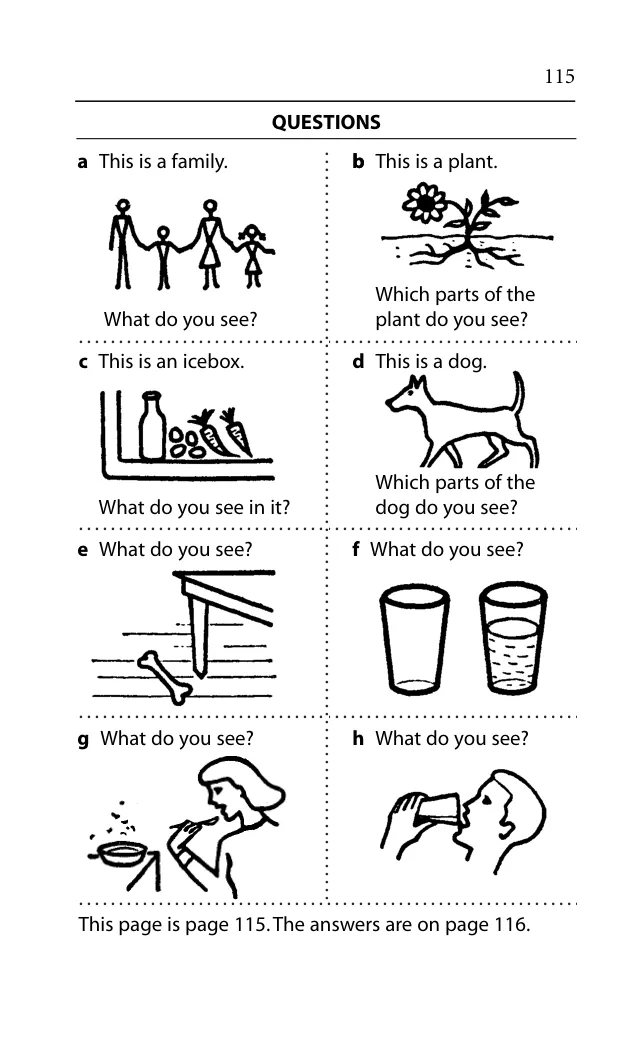 115
QUESTIONS
a This is a family.
What do you see?
b This is a plant.
Which parts of the
plant do you see?
c This is an icebox.
What do you see in it?
d This is a dog.
Which parts of the
dog do you see?
e What do you see?
f What do you see?
g What do you see?
h What do you see?
This page is page 115. The answers are on page 116.